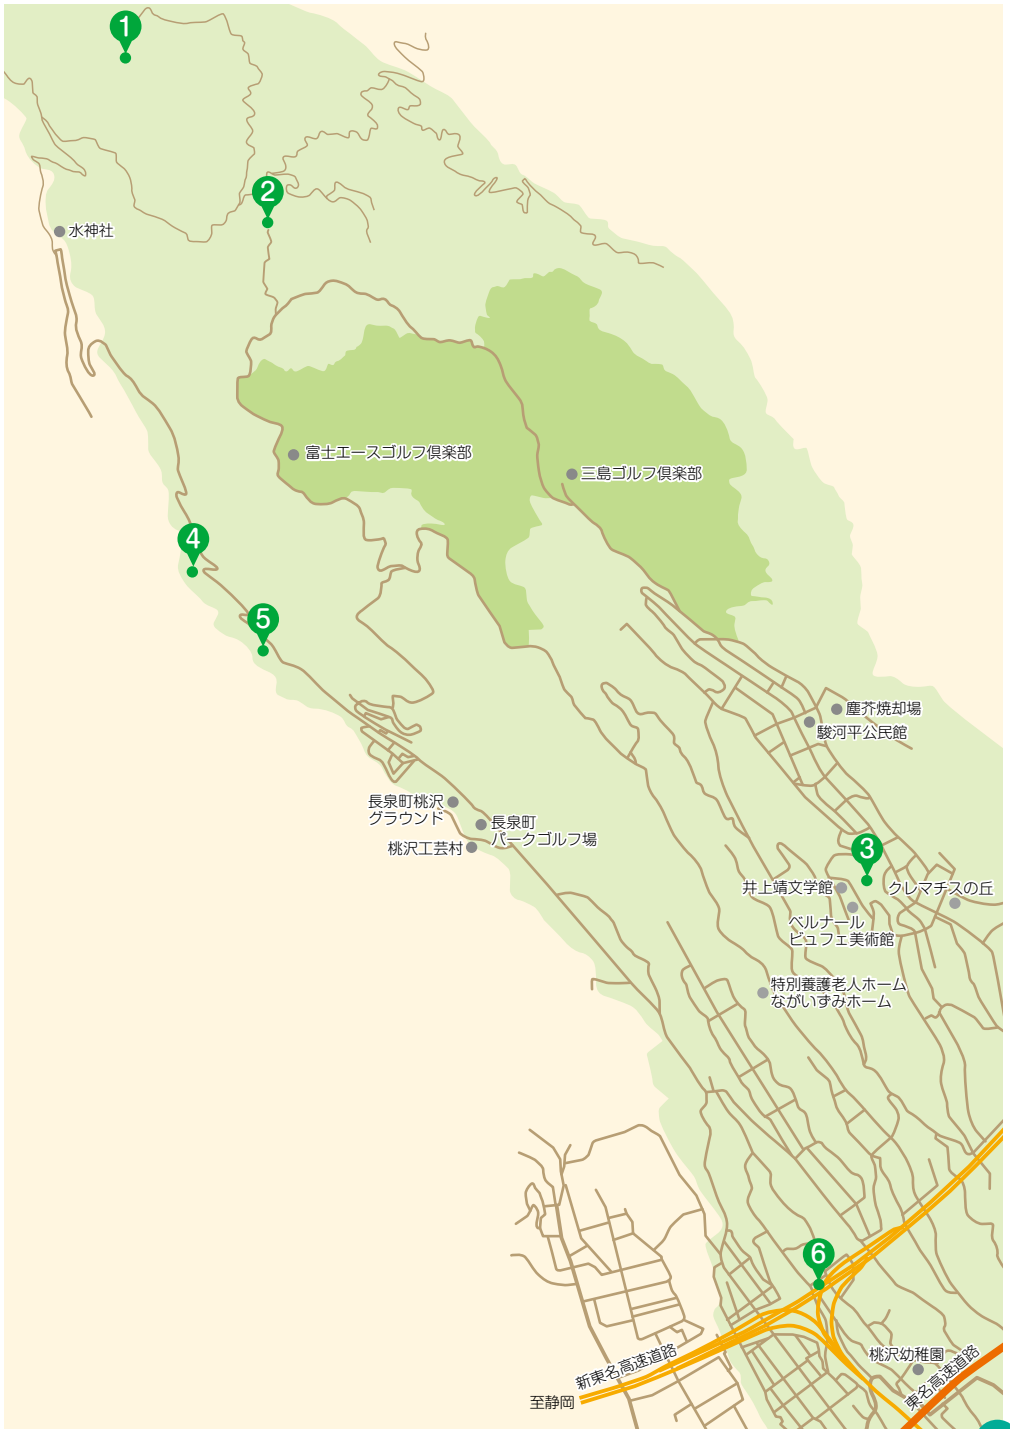 1
2
水神社
富士エースゴルフ倶楽部
三島ゴルフ倶楽部
4
5
塵芥焼却場
駿河平公民館
長泉町桃沢
グラウンド
長泉町
パークゴルフ場
桃沢工芸村
3
井上靖文学館
クレマチスの丘
ベルナール
ビュフェ美術館
特別養護老人ホーム
ながいずみホーム
6
新東名高速道路
至静岡
桃沢幼稚園
東名高速道路